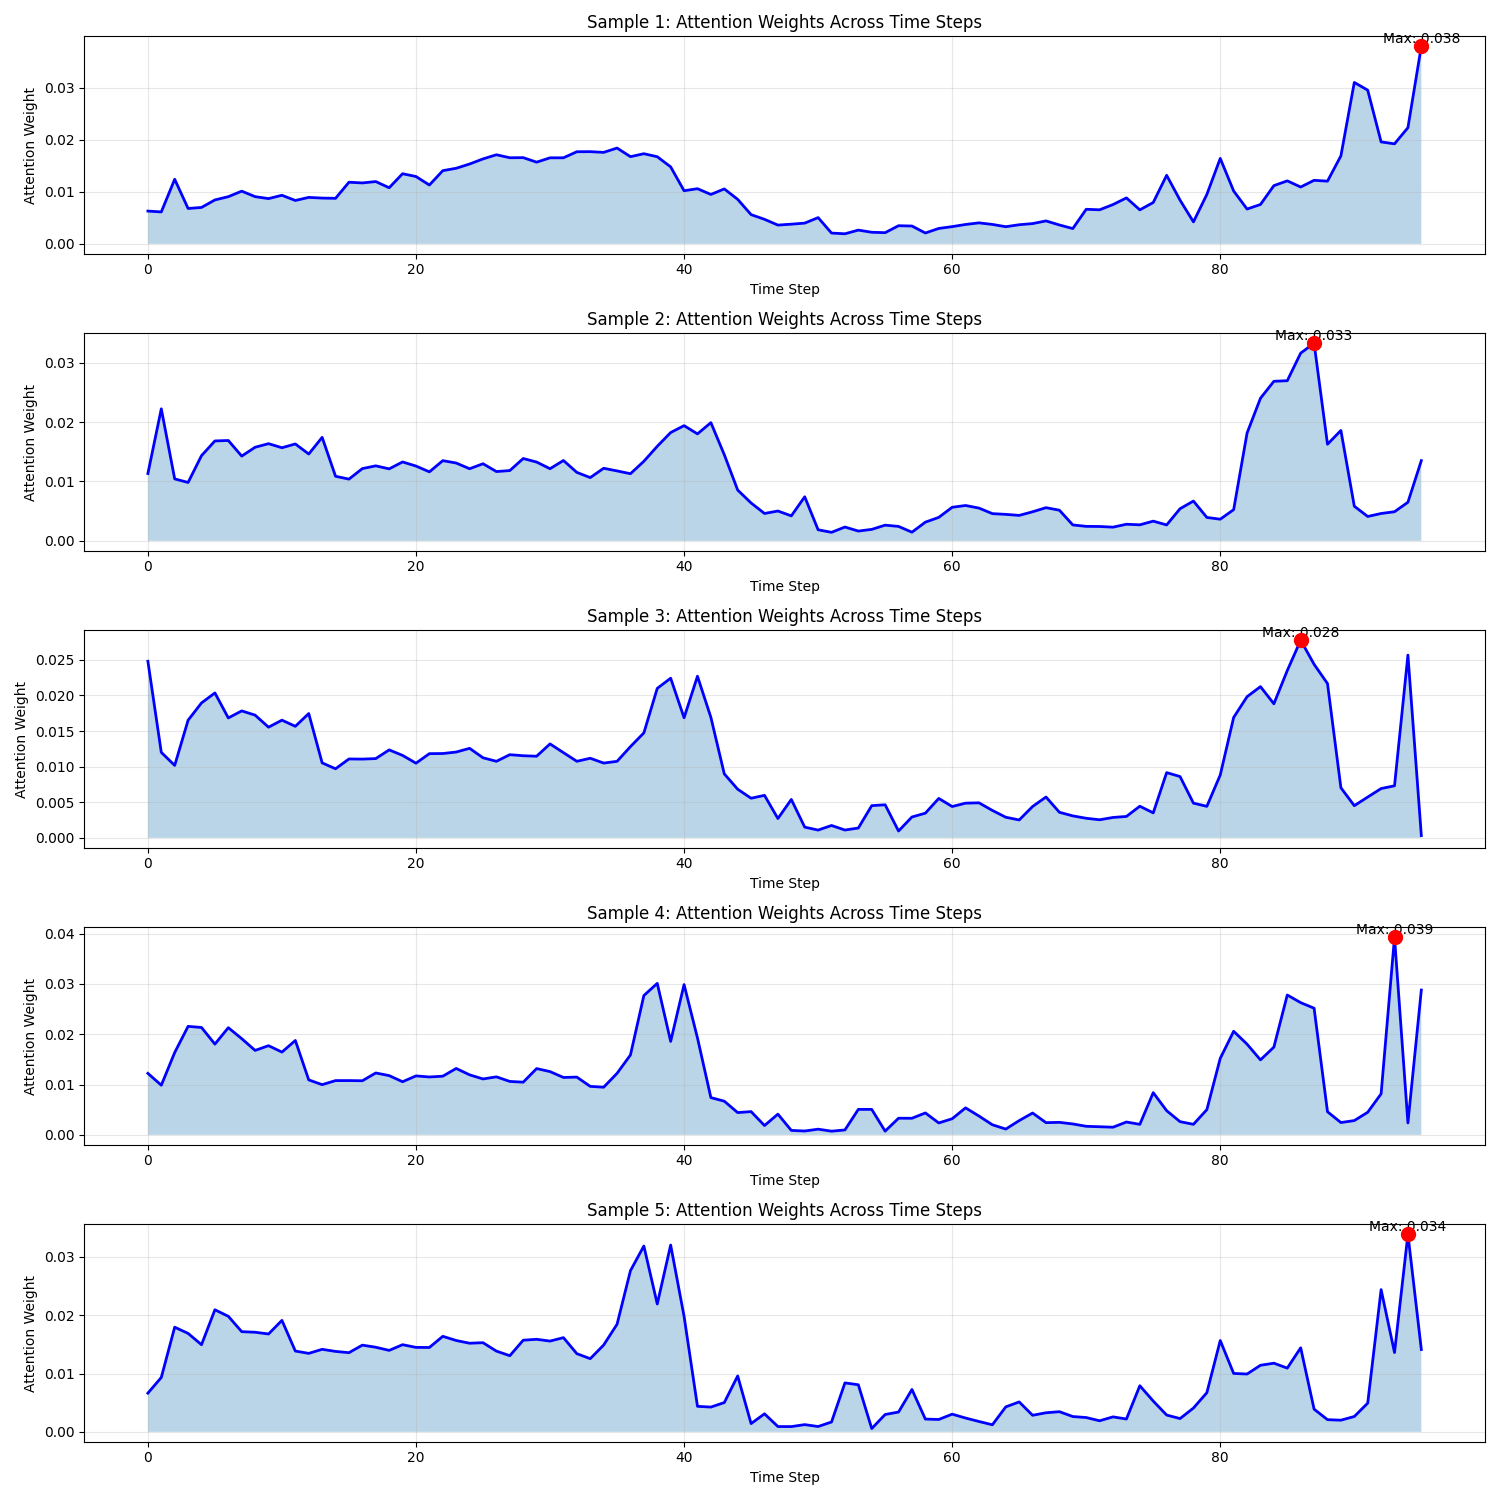 Sample 1: Attention Weights Across Time Steps
Max: 0.038
Attention Weight
0.03
0.02
0.01
0.00
0 20 40 60 80
Time Step
Sample 2: Attention Weights Across Time Steps
Max: 0.033
Attention Weight
0.03
0.02
0.01
0.00
0 20 40 60 80
Time Step
Sample 3: Attention Weights Across Time Steps
Max: 0.028
Attention Weight
0.025
0.020
0.015
0.010
0.005
0.000
0 20 40 60 80
Time Step
Sample 4: Attention Weights Across Time Steps
Max: 0.039
Attention Weight
0.04
0.03
0.02
0.01
0.00
0 20 40 60 80
Time Step
Sample 5: Attention Weights Across Time Steps
Max: 0.034
Attention Weight
0.03
0.02
0.01
0.00
0 20 40 60 80
Time Step